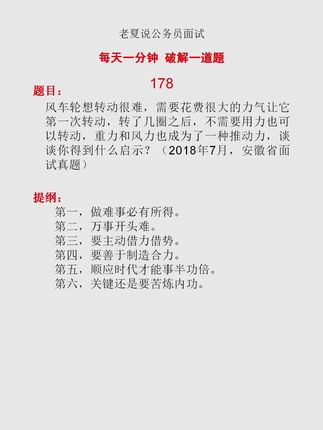 老夏说公务员面试
每天一分钟 破解一道题
178
题目：
风车轮想转动很难，需要花费很大的力气让它
第一次转动，转了几圈之后，不需要用力也可
以转动，重力和风力也成为了一种推动力，谈
谈你得到什么启示？（2018年7月，安徽省面
试真题）
提纲：
第一，做难事必有所得。
第二，万事开头难。
第三，要主动借力借势。
第四，要善于制造合力。
第五，顺应时代才能事半功倍。
第六，关键还是要苦炼内功。